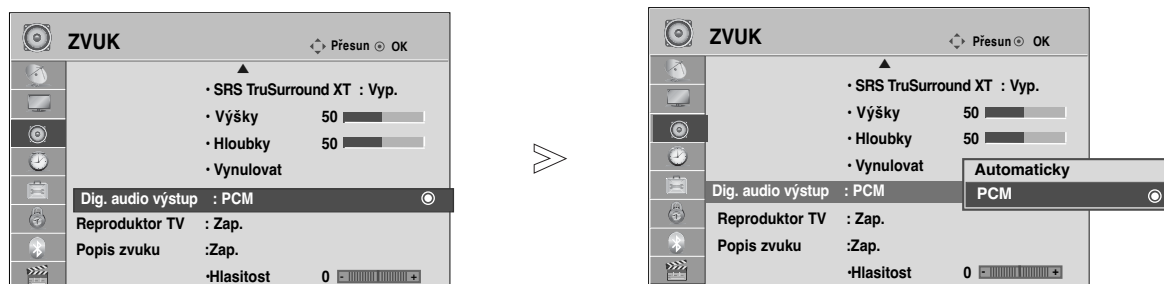 ZVUK
Přesun OK
• SRS TruSurround XT : Vyp.
• Výšky 50
• Hloubky 50
• Vynulovat
Dig. audio výstup : PCM
Reproduktor TV : Zap.
Popis zvuku :Zap.
•Hlasitost 0 - +
ZVUK
Přesun OK
• SRS TruSurround XT : Vyp.
• Výšky 50
• Hloubky 50
• Vynulovat
Automaticky
Dig. audio výstup : PCM
PCM
Reproduktor TV : Zap.
Popis zvuku :Zap.
•Hlasitost 0 - +